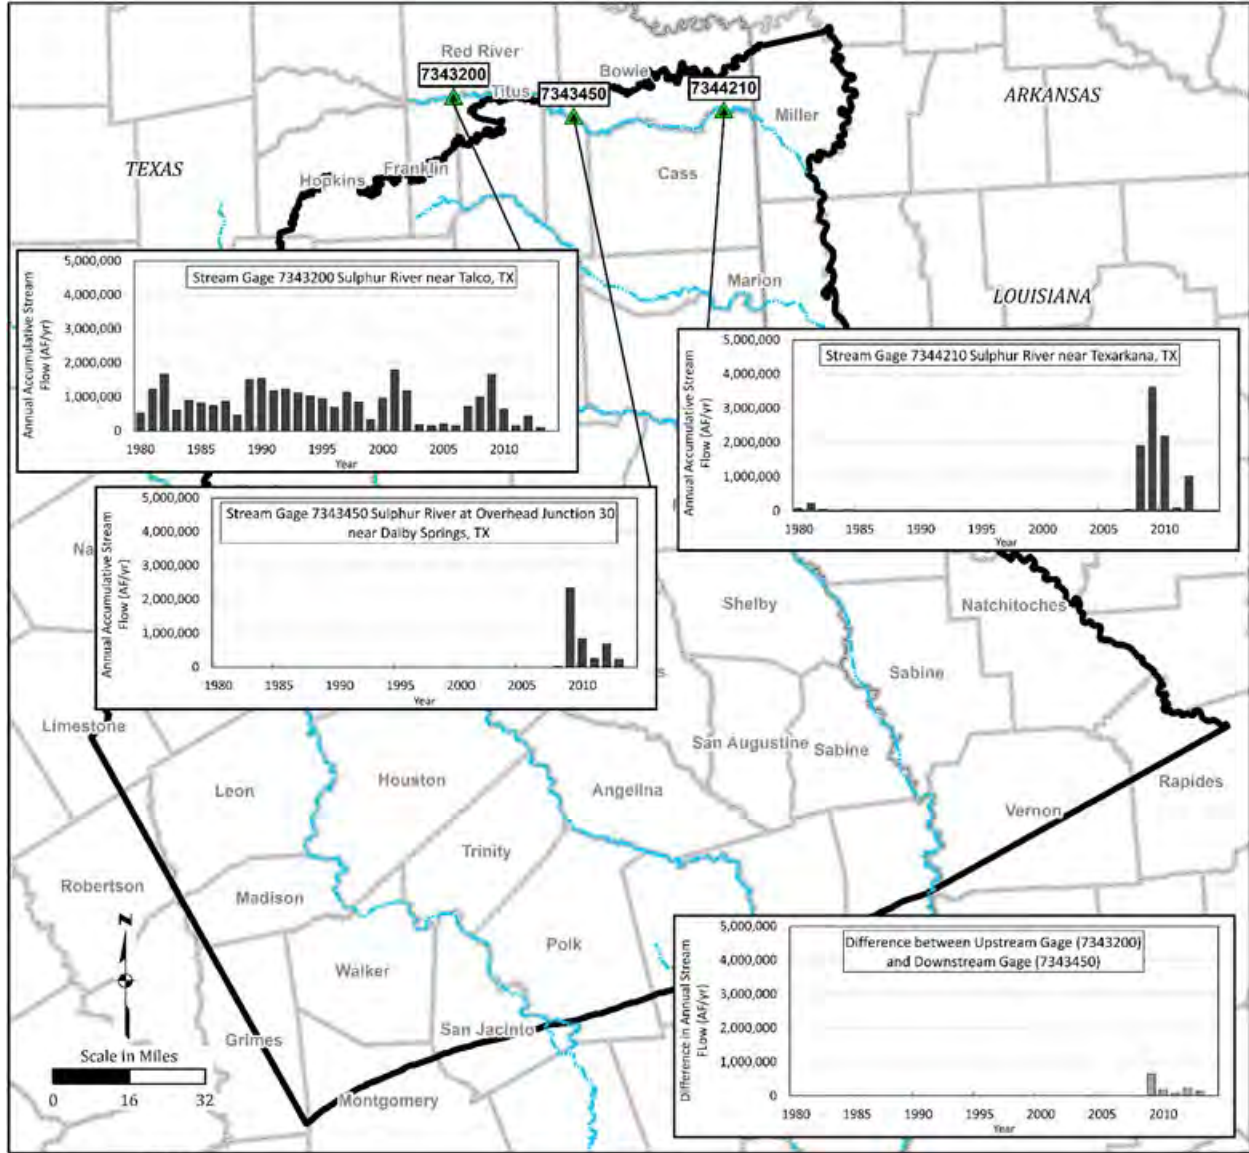 Red River
7343200
Bowie
Titus
7343450
7344210
ARKANSAS
Miller
TEXAS
Franklin
Hopkins
Cass
Marion
LOUISIANA
Stream Gage 7343200 Sulphur River near Talco, TX
Annual Accumulative Stream
Flow (AF/yr)
5,000,000
4,000,000
3,000,000
2,000,000
1,000,000
0
1980 1985 1990 1995 2000 2005 2010
Year
Stream Gage 7344210 Sulphur River near Texarkana, TX
Annual Accumulative Stream
Flow (AF/yr)
5,000,000
4,000,000
3,000,000
2,000,000
1,000,000
0
1980 1985 1990 1995 2000 2005 2010
Year
Stream Gage 7343450 Sulphur River at Overhead Junction 30
near Dalby Springs, TX
Annual Accumulative Stream
Flow (AF/yr)
5,000,000
4,000,000
3,000,000
2,000,000
1,000,000
0
1980 1985 1990 1995 2000 2005 2010
Year
Na
Shelby
Natchitoches
Sabine
Limestone
San Augustine
Sabine
Houston
Leon
Angelina
Rapides
Vernon
Trinity
Robertson
Madison
Polk
Walker
San Jacinto
Grimes
Montgomery
N
Scale in Miles
0 16 32
Difference between Upstream Gage (7343200)
and Downstream Gage (7343450)
Difference in Annual Stream
FLow (AF/yr)
5,000,000
4,000,000
3,000,000
2,000,000
1,000,000
0
1980 1985 1990 1995 2000 2005 2010
Year